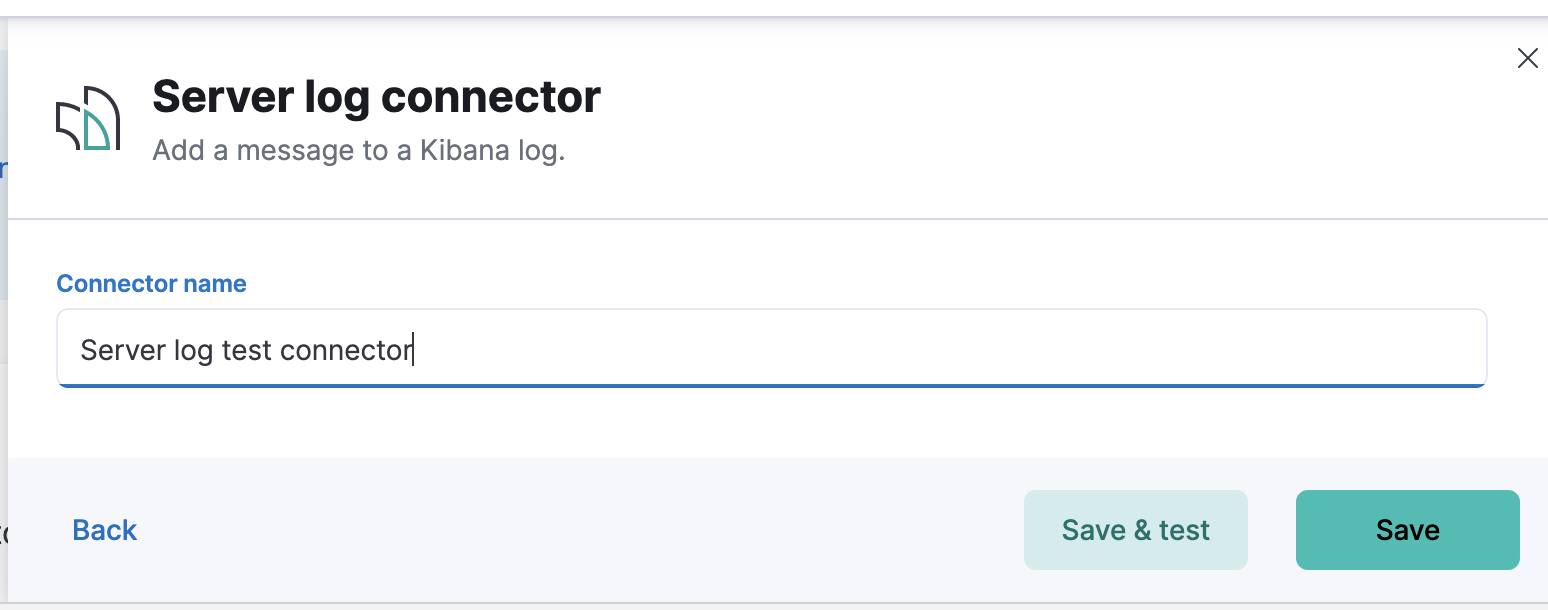 Server log connector
Add a message to a Kibana log.
Connector name
Server log test connector
Back
Save & test
Save